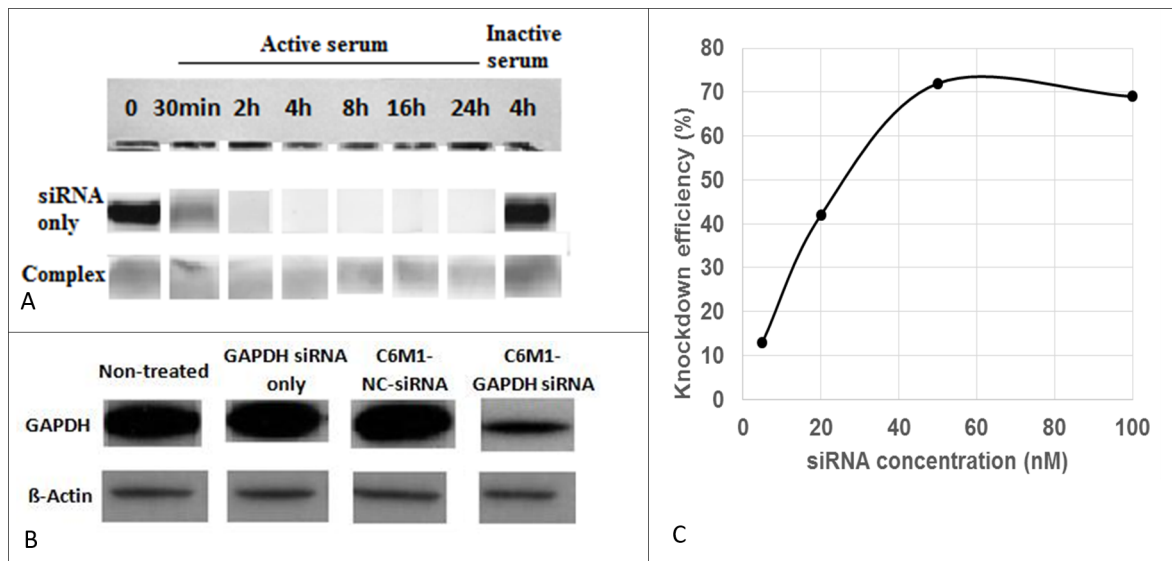 Active serum
Inactive
serum
0 30min 2h 4h 8h 16h 24h 4h
siRNA
only
Complex
A
Non-treated
GAPDH siRNA
only
C6M1-
NC-siRNA
C6M1-
GAPDH siRNA
GAPDH
ß-Actin
B
Knockdown efficiency (%)
80
70
60
50
40
30
20
10
0
0 20 40 60 80 100
siRNA concentration (nM)
C